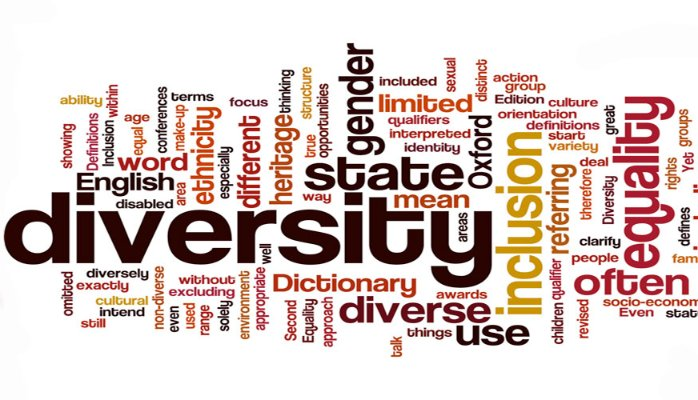 diversity
inclusion
equality
state
gender
often
diverse
use
Dictionary
English
word
ethnicity
different
heritage
limited
mean
Oxford
referring
ability
showing
Definitions
Inclusion
within
equal
age
make-up
conferences
terms
disabled
area
especially
focus
thinking
structure
opportunities
true
way
included
qualifiers
interpreted
identity
sexual
distinct
action
group
Edition
culture
orientation
definitions
start
variety
great
deal
therefore
Diversity
rights
Yet
groups
defines
clarify
people
areas
omitted
diversely
exactly
cultural
intend
still
non-diverse
even
used
range
without
excluding
solely
environment
appropriate
well
Second
Equality
approach
awards
things
talk
children
qualifier
revised
socio-econom
Even
stat
fam